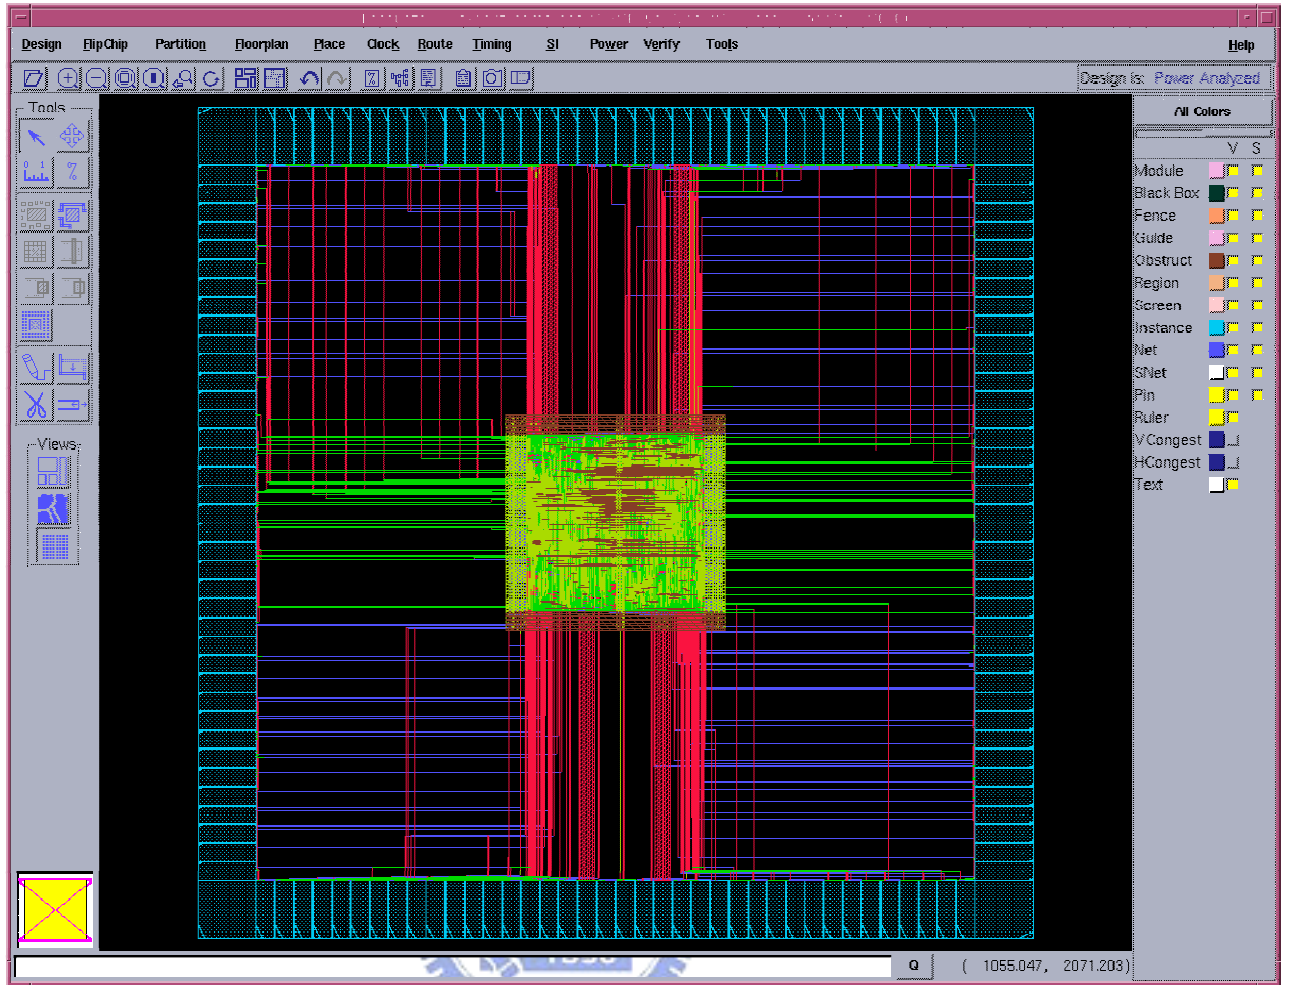 Design FlipChip Partition Floorplan Place Clock Route Timing SI Power Verify Tools Help
Design is: Power Analyzed
Tools
0 1
%
All Colors
V S
Module
Black Box
Fence
Guide
Obstruct
Region
Screen
Instance
Net
SNet
Pin
Ruler
VCongest
HCongest
Text
Views
Q ( 1055.047, 2071.203)